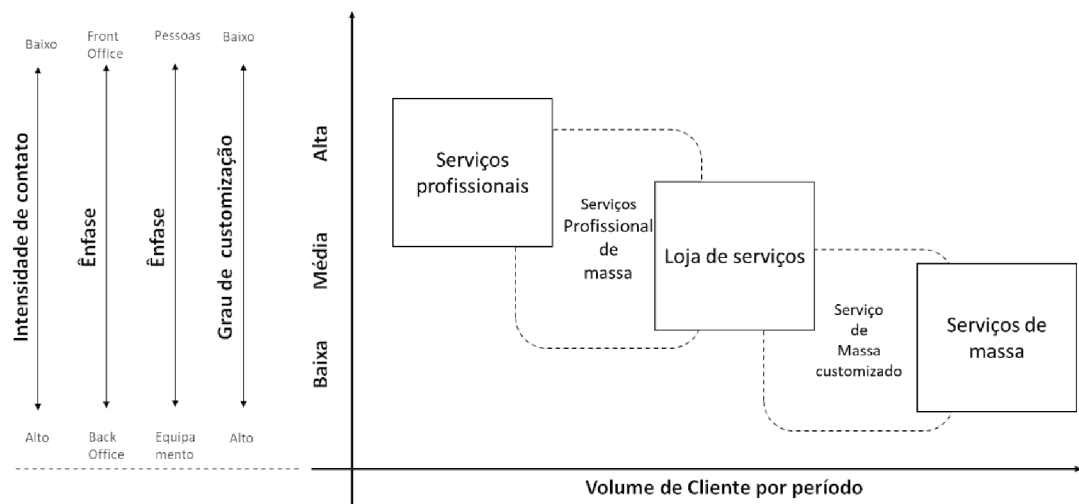 Baixo
Front
Office
Pessoas
Baixo
Intensidade de contato
Ênfase
Ênfase
Grau de customização
Alto
Back
Office
Equipa
mento
Alto
Alta
Média
Baixa
Serviços
profissionais
Serviços
Profissional
de
massa
Loja de serviços
Serviço
de
Massa
customizado
Serviços de
massa
Volume de Cliente por período